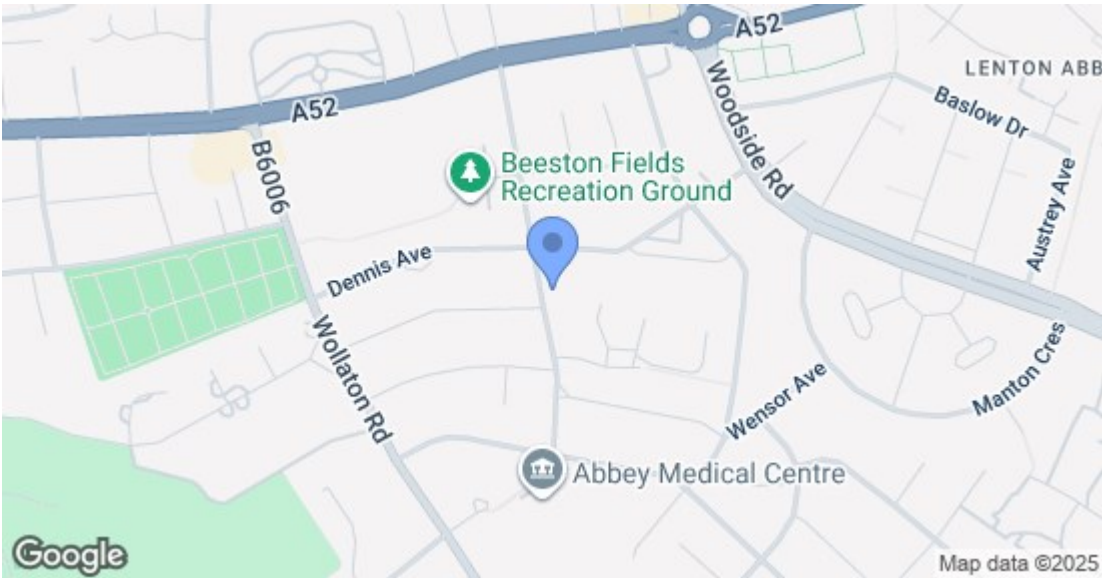 A52
A52
LENTON ABB
Baslow Dr
Woodside Rd
B6006
Beeston Fields
Recreation Ground
Austrey Ave
Dennis Ave
Wollaton Rd
Manton Cres
Wensor Ave
Abbey Medical Centre
Google
Map data ©2025